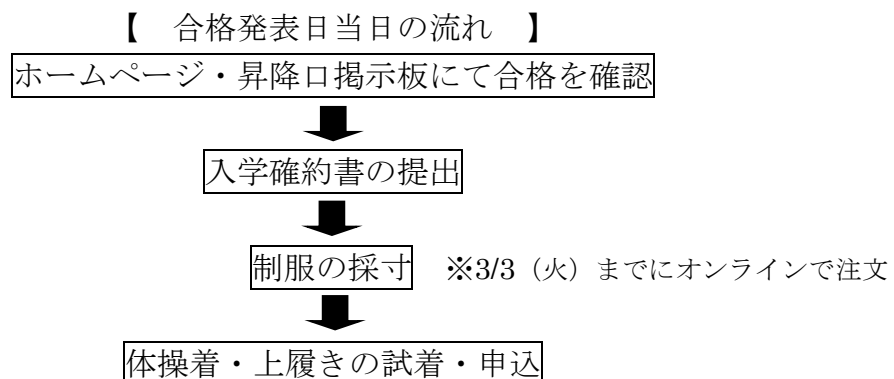 【 合格発表日当日の流れ 】
ホームページ・昇降口掲示板にて合格を確認
入学確約書の提出
制服の採寸 ※3/3（火）までにオンラインで注文
体操着・上履きの試着・申込